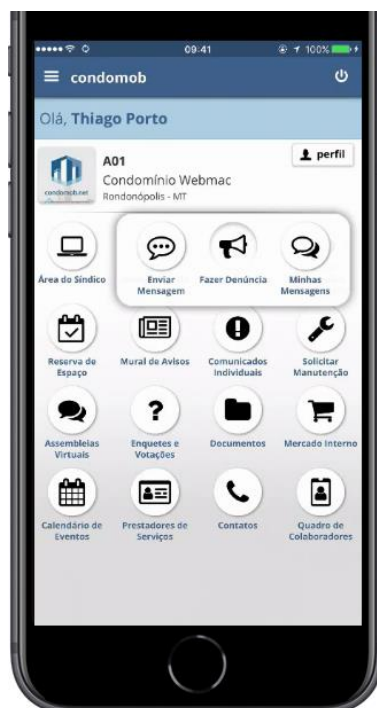 09:41
100%
condomob
Olá, Thiago Porto
A01
perfil
Condomínio Webmac
condomob.net
Rondonópolis - MT
Área do Síndico
Enviar
Mensagem
Fazer Denúncia
Minhas
Mensagens
Reserva de
Espaço
Mural de Avisos
Comunicados
Individuais
Solicitar
Manutenção
Assembleias
Virtuais
?
Enquetes e
Votações
Documentos
Mercado Interno
Calendário de
Eventos
Prestadores de
Serviços
Contatos
Quadro de
Colaboradores